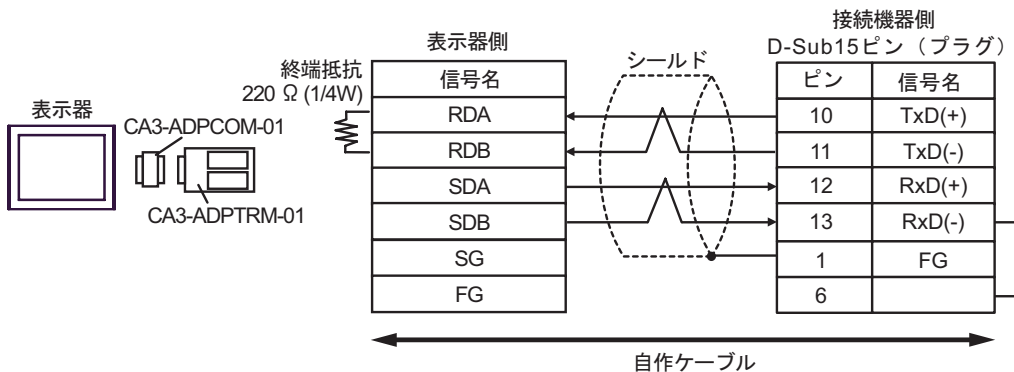 接続機器側
表示器側
D-Sub15ピン（プラグ）
シールド
終端抵抗
220 Ω (1/4W)
信号名
ピン 信号名
表示器
CA3-ADPCOM-01
RDA
10 TxD(+)
RDB
11 TxD(-)
SDA
12 RxD(+)
CA3-ADPTRM-01
SDB
13 RxD(-)
SG
1 FG
FG
6
自作ケーブル